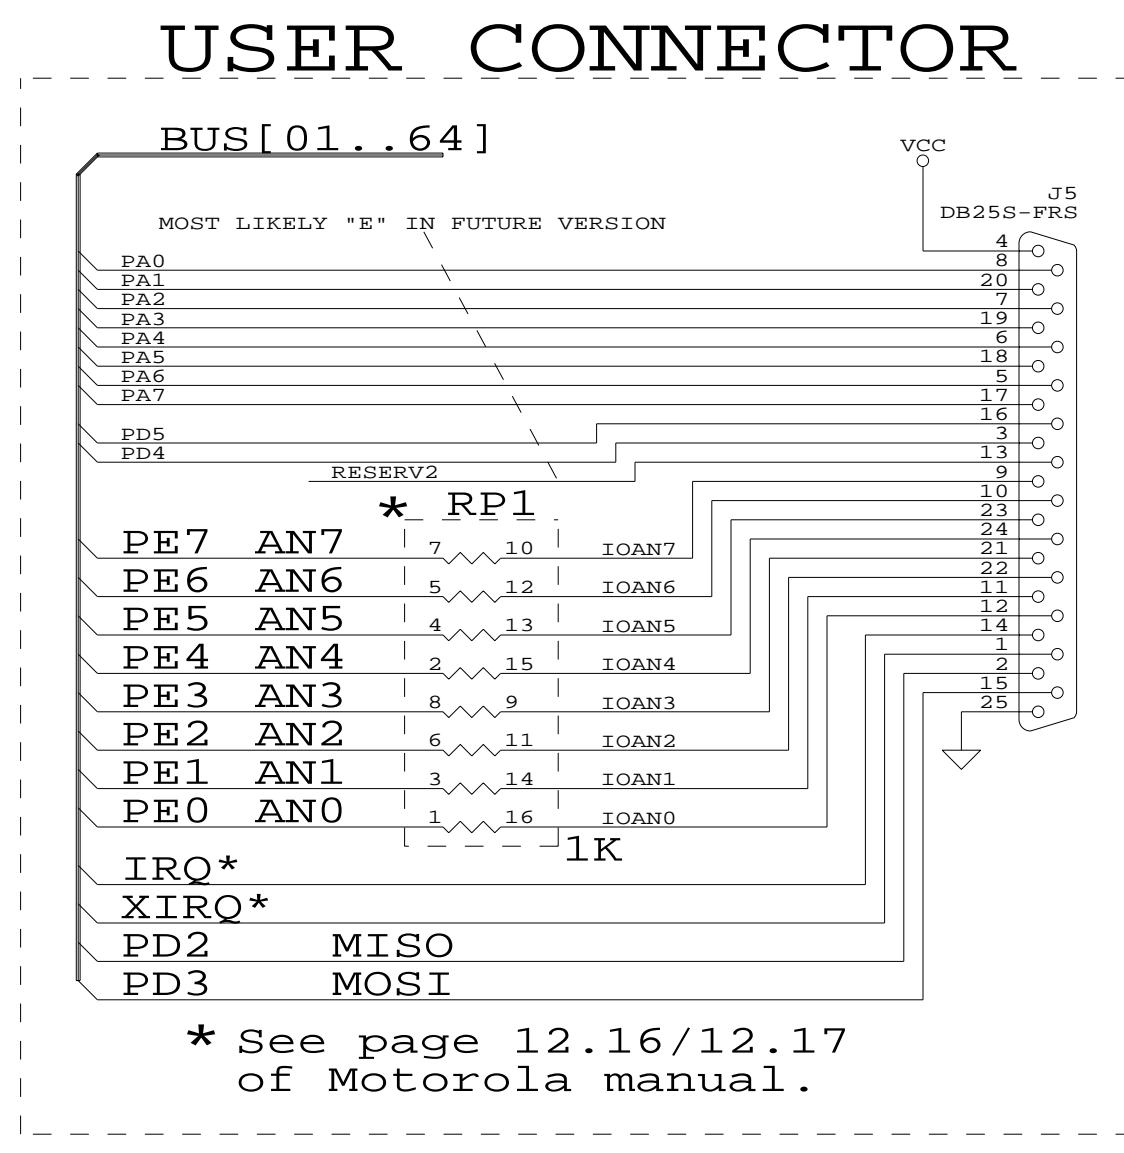 USER CONNECTOR
BUS[01..64]
VCC
J5
DB25S-FRS
MOST LIKELY "E" IN FUTURE VERSION
4
PA0 8
PA1 20
PA2 7
PA3 19
PA4 6
PA5 18
PA6 5
PA7 17
16
PD5 3
PD4 13
RESERV2 9
* RP1 10
23
24
PE7 AN7 7 10 IOAN7 21
22
PE6 AN6 5 12 IOAN6 11
12
PE5 AN5 4 13 IOAN5 14
1
PE4 AN4 2 15 IOAN4 2
15
PE3 AN3 8 9 IOAN3 25
PE2 AN2 6 11 IOAN2
PE1 AN1 3 14 IOAN1
PE0 AN0 1 16 IOAN0
1K
IRQ*
XIRQ*
PD2 MISO
PD3 MOSI
* See page 12.16/12.17
of Motorola manual.